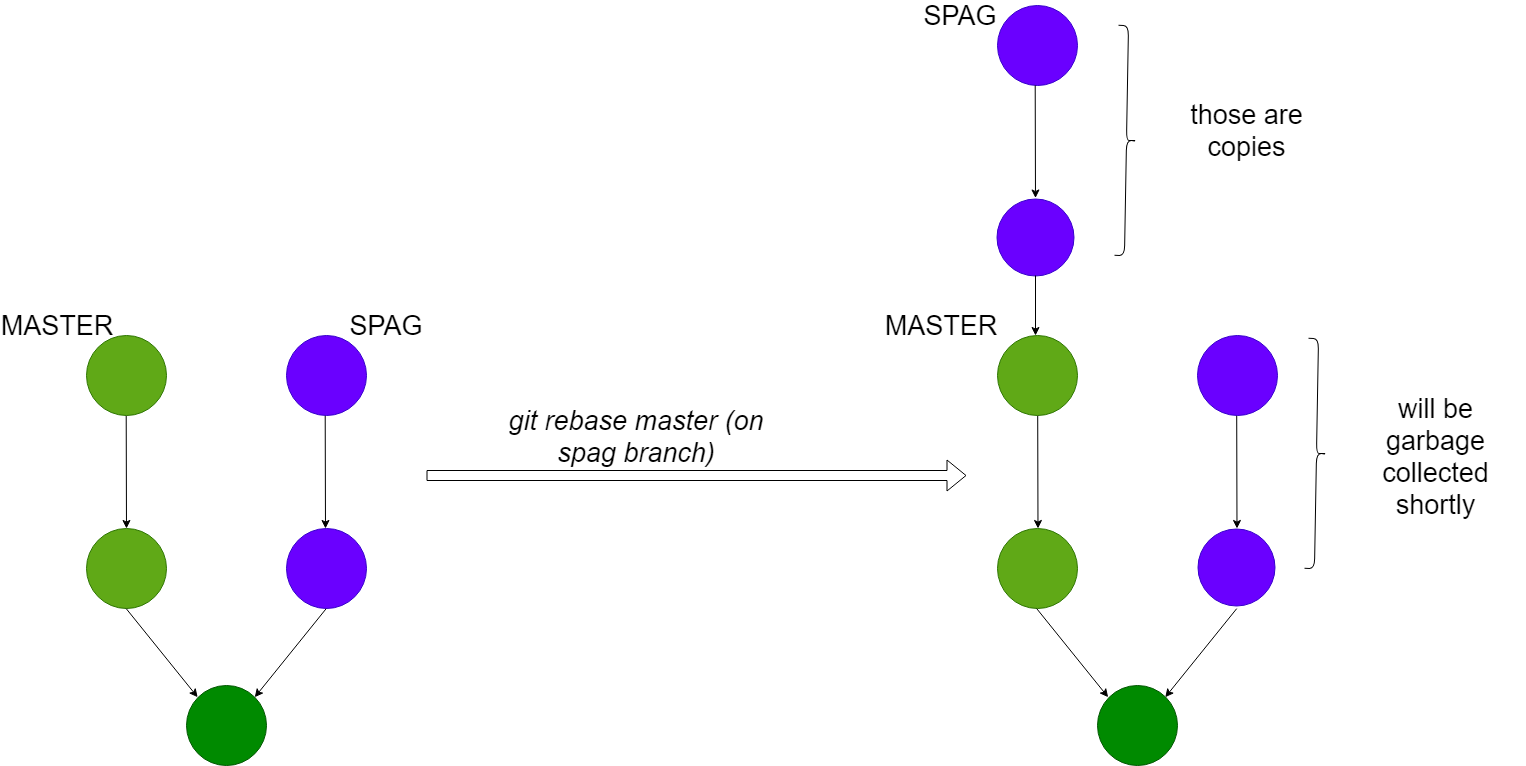 SPAG
those are
copies
MASTER
SPAG
MASTER
git rebase master (on
spag branch)
will be
garbage
collected
shortly